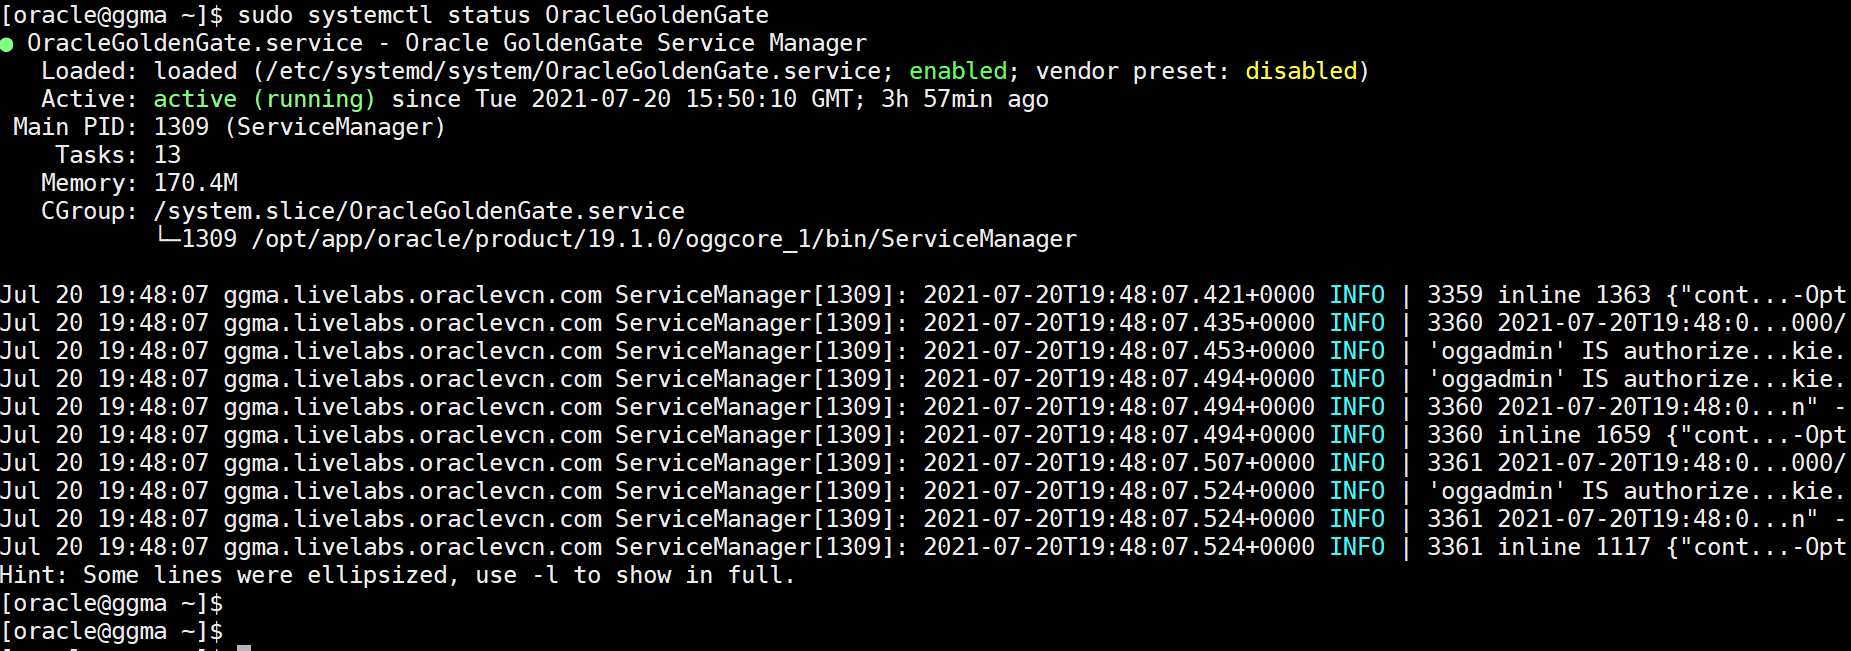 [oracle@ggma ~]$ sudo systemctl status OracleGoldenGate
● OracleGoldenGate.service - Oracle GoldenGate Service Manager
   Loaded: loaded (/etc/systemd/system/OracleGoldenGate.service; enabled; vendor preset: disabled)
   Active: active (running) since Tue 2021-07-20 15:50:10 GMT; 3h 57min ago
 Main PID: 1309 (ServiceManager)
    Tasks: 13
   Memory: 170.4M
   CGroup: /system.slice/OracleGoldenGate.service
           └─1309 /opt/app/oracle/product/19.1.0/oggcore_1/bin/ServiceManager

Jul 20 19:48:07 ggma.livelabs.oraclevcn.com ServiceManager[1309]: 2021-07-20T19:48:07.421+0000 INFO | 3359 inline 1363 {"cont...-Opt
Jul 20 19:48:07 ggma.livelabs.oraclevcn.com ServiceManager[1309]: 2021-07-20T19:48:07.435+0000 INFO | 3360 2021-07-20T19:48:0...000/
Jul 20 19:48:07 ggma.livelabs.oraclevcn.com ServiceManager[1309]: 2021-07-20T19:48:07.453+0000 INFO | 'oggadmin' IS authorize...kie.
Jul 20 19:48:07 ggma.livelabs.oraclevcn.com ServiceManager[1309]: 2021-07-20T19:48:07.494+0000 INFO | 'oggadmin' IS authorize...kie.
Jul 20 19:48:07 ggma.livelabs.oraclevcn.com ServiceManager[1309]: 2021-07-20T19:48:07.494+0000 INFO | 3360 2021-07-20T19:48:0...n" -
Jul 20 19:48:07 ggma.livelabs.oraclevcn.com ServiceManager[1309]: 2021-07-20T19:48:07.494+0000 INFO | 3360 inline 1659 {"cont...-Opt
Jul 20 19:48:07 ggma.livelabs.oraclevcn.com ServiceManager[1309]: 2021-07-20T19:48:07.507+0000 INFO | 3361 2021-07-20T19:48:0...000/
Jul 20 19:48:07 ggma.livelabs.oraclevcn.com ServiceManager[1309]: 2021-07-20T19:48:07.524+0000 INFO | 'oggadmin' IS authorize...kie.
Jul 20 19:48:07 ggma.livelabs.oraclevcn.com ServiceManager[1309]: 2021-07-20T19:48:07.524+0000 INFO | 3361 2021-07-20T19:48:0...n" -
Jul 20 19:48:07 ggma.livelabs.oraclevcn.com ServiceManager[1309]: 2021-07-20T19:48:07.524+0000 INFO | 3361 inline 1117 {"cont...-Opt
Hint: Some lines were ellipsized, use -l to show in full.
[oracle@ggma ~]$
[oracle@ggma ~]$